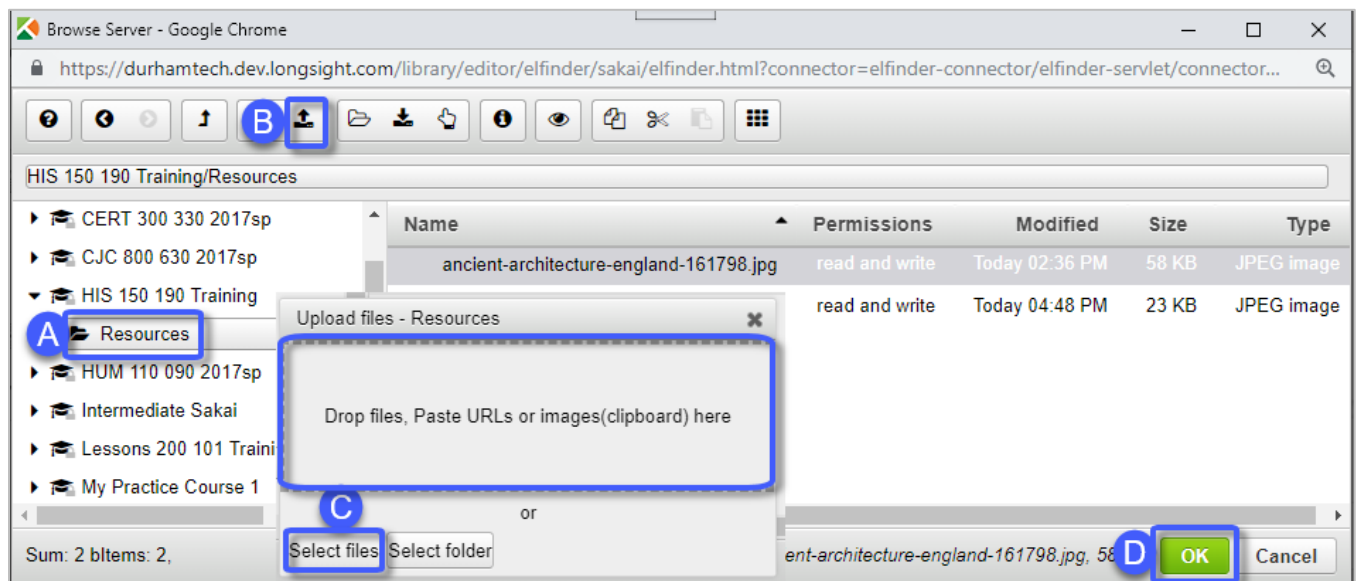 Browse Server - Google Chrome
https://durhamtech.dev.longsight.com/library/editor/elfinder/sakai/elfinder.html?connector=elfinder-connector/elfinder-servlet/connector...
B
HIS 150 190 Training/Resources
CERT 300 330 2017sp
CJC 800 630 2017sp
HIS 150 190 Training
A Resources
HUM 110 090 2017sp
Intermediate Sakai
Lessons 200 101 Traini
My Practice Course 1
Name Permissions Modified Size Type
ancient-architecture-england-161798.jpg read and write Today 02:36 PM 58 KB JPEG image
read and write Today 04:48 PM 23 KB JPEG image
Upload files - Resources
Drop files, Paste URLs or images(clipboard) here
C
or
Select files Select folder
Sum: 2 bItems: 2,
ent-architecture-england-161798.jpg, 58
D OK Cancel